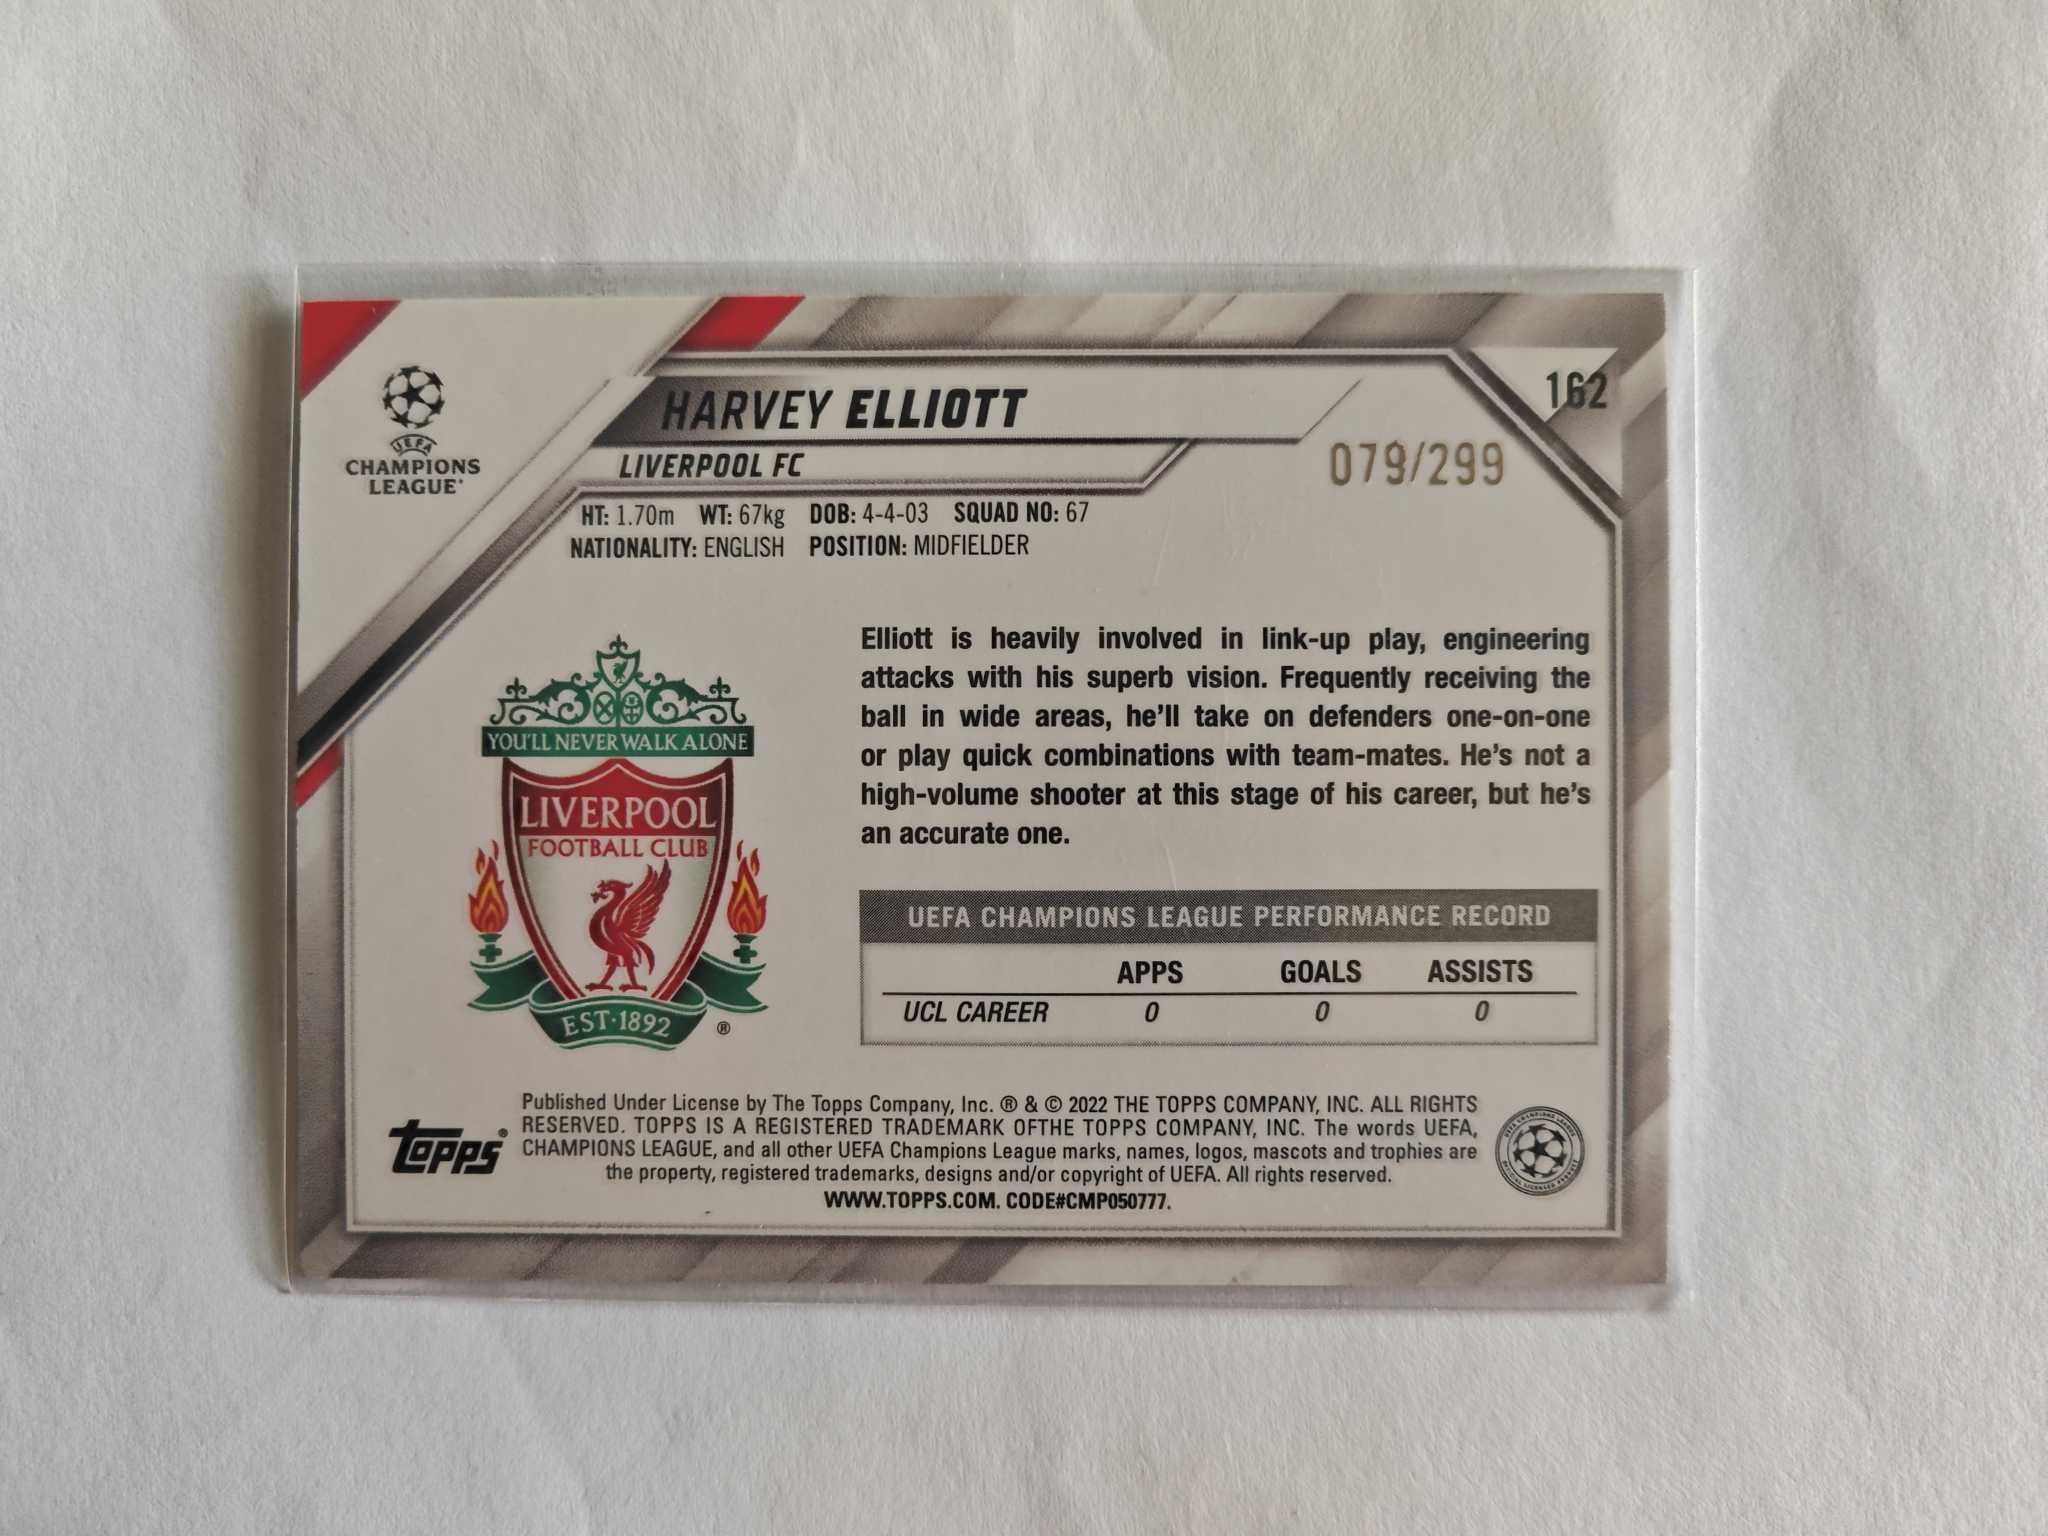 162
HARVEY ELLIOTT
079/299
UEFA
CHAMPIONS
LEAGUE®
LIVERPOOL FC
HT: 1.70m WT: 67kg DOB: 4-4-03 SQUAD NO: 67
NATIONALITY: ENGLISH POSITION: MIDFIELDER
Elliott is heavily involved in link-up play, engineering
attacks with his superb vision. Frequently receiving the
ball in wide areas, he'll take on defenders one-on-one
or play quick combinations with team-mates. He's not a
high-volume shooter at this stage of his career, but he's
an accurate one.
YOU'LL NEVER WALK ALONE
LIVERPOOL
FOOTBALL CLUB
EST·1892
®
UEFA CHAMPIONS LEAGUE PERFORMANCE RECORD
APPS GOALS ASSISTS
UCL CAREER 0 0 0
topps®
Published Under License by The Topps Company, Inc. ® & © 2022 THE TOPPS COMPANY, INC. ALL RIGHTS
RESERVED. TOPPS IS A REGISTERED TRADEMARK OFTHE TOPPS COMPANY, INC. The words UEFA,
CHAMPIONS LEAGUE, and all other UEFA Champions League marks, names, logos, mascots and trophies are
the property, registered trademarks, designs and/or copyright of UEFA. All rights reserved.
WWW.TOPPS.COM. CODE#CMP050777.
UEFA CHAMPIONS LEAGUE
OFFICIAL LICENSED PRODUCT